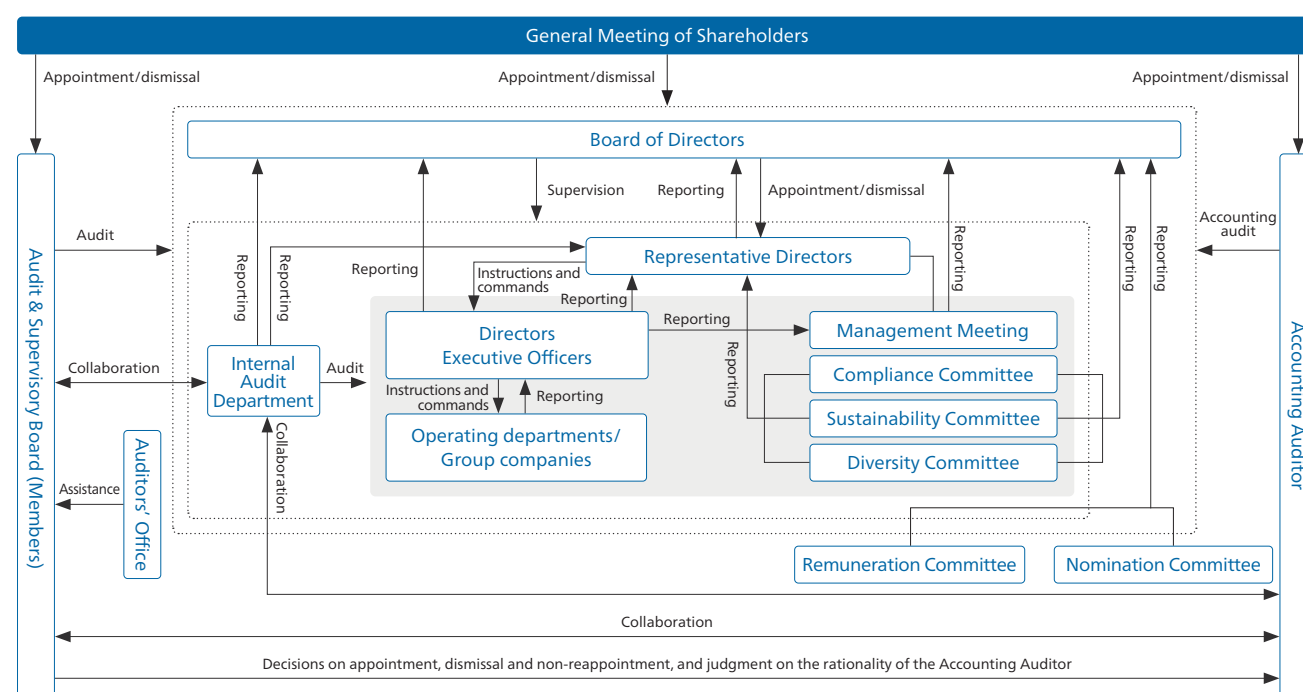 General Meeting of Shareholders
Appointment/dismissal
Appointment/dismissal
Appointment/dismissal
Board of Directors
Supervision
Reporting
Appointment/dismissal
Audit
Accounting
audit
Reporting
Reporting
Reporting
Reporting
Reporting
Reporting
Representative Directors
Instructions and
commands
Reporting
Audit & Supervisory Board (Members)
Accounting Auditor
Directors
Executive Officers
Reporting
Management Meeting
Internal
Audit
Department
Collaboration
Audit
Reporting
Compliance Committee
Instructions and
commands
Reporting
Sustainability Committee
Operating departments/
Group companies
Diversity Committee
Collaboration
Auditors’ Office
Assistance
Remuneration Committee
Nomination Committee
Collaboration
Decisions on appointment, dismissal and non-reappointment, and judgment on the rationality of the Accounting Auditor